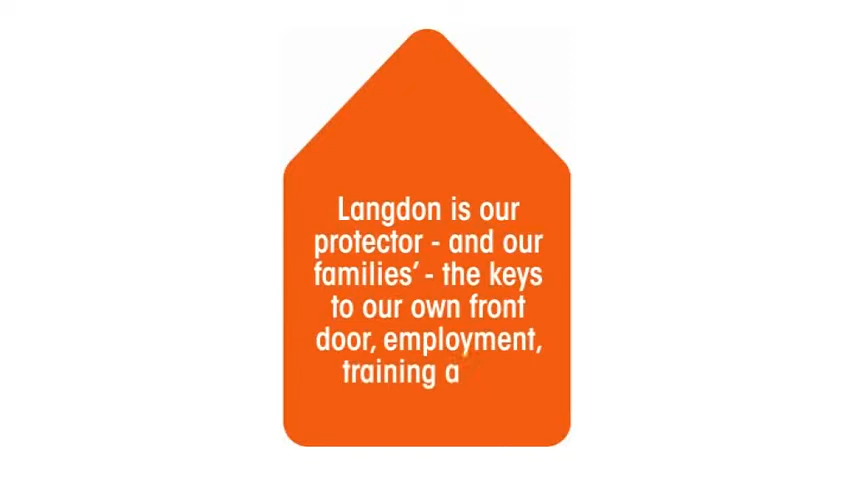 Langdon is our
protector - and our
families’ - the keys
to our own front
door, employment,
training a